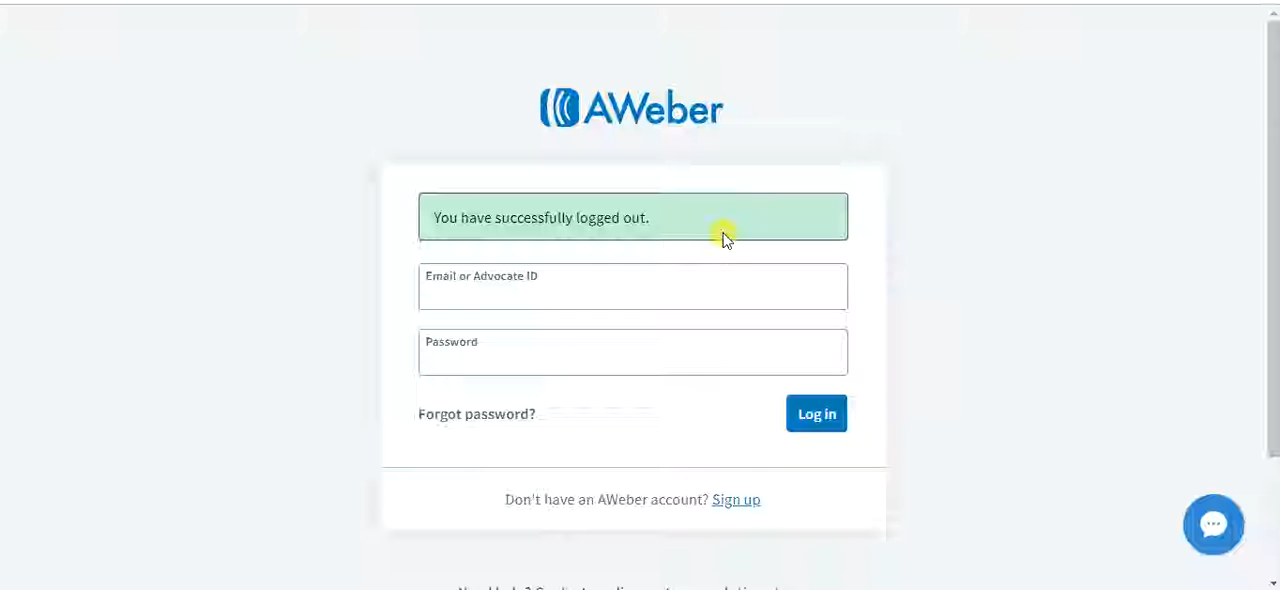 AWeber
You have successfully logged out.
Email or Advocate ID
Password
Forgot password?
Log in
Don't have an AWeber account? Sign up